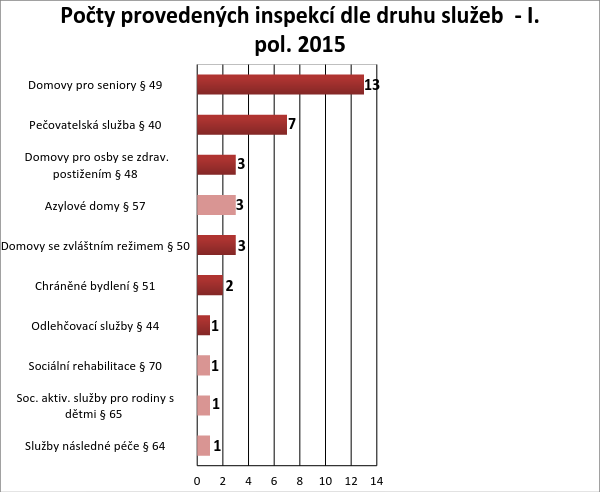 Počty provedených inspekcí dle druhu služeb  - I.
pol. 2015
Domovy pro seniory § 49
13
Pečovatelská služba § 40
7
Domovy pro osby se zdrav.
postižením § 48
3
Azylové domy § 57
3
Domovy se zvláštním režimem § 50
3
Chráněné bydlení § 51
2
Odlehčovací služby § 44
1
Sociální rehabilitace § 70
1
Soc. aktiv. služby pro rodiny s
dětmi § 65
1
Služby následné péče § 64
1
0 2 4 6 8 10 12 14